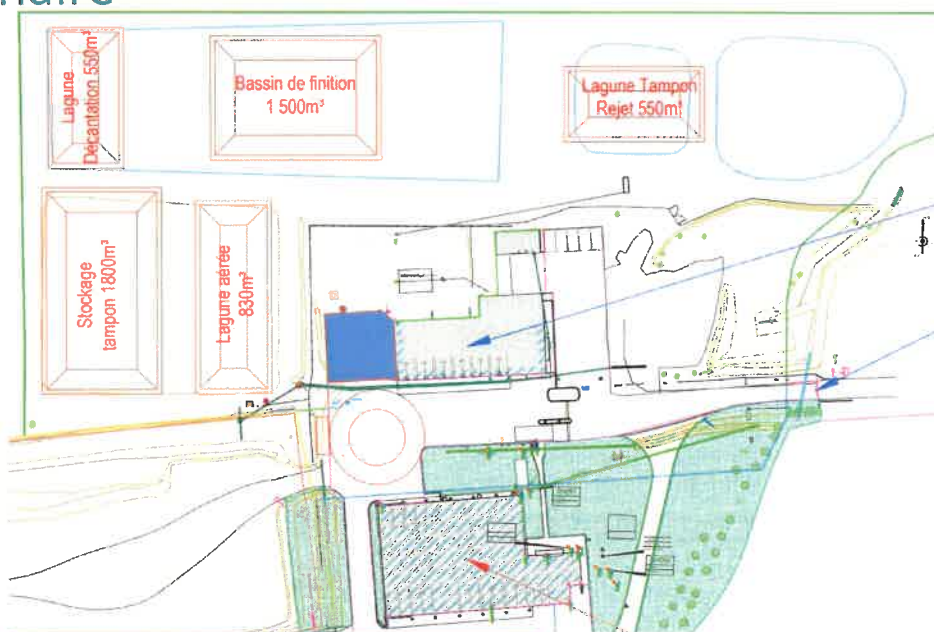 Lagune
Décantation 550m³
Bassin de finition
1 500m³
Lagune Tampon
Rejet 550m³
Stockage
tampon 1800m³
Lagune aérée
830m³